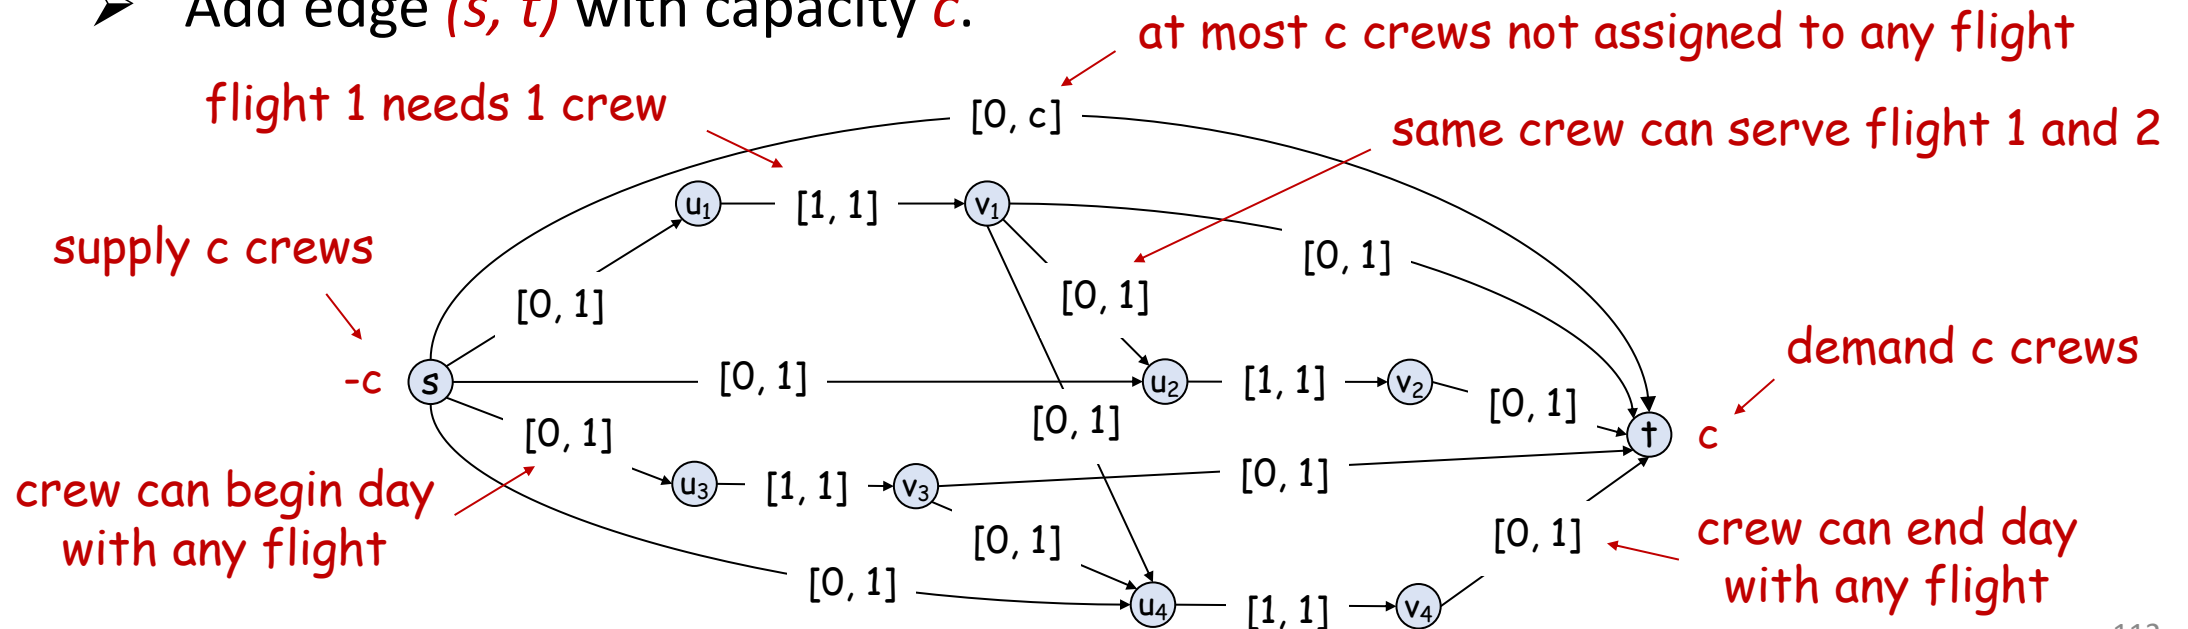 ➢ Add edge (s, t) with capacity c.
at most c crews not assigned to any flight
flight 1 needs 1 crew
[0, c]
same crew can serve flight 1 and 2
u1
[1, 1]
v1
supply c crews
[0, 1]
[0, 1]
[0, 1]
demand c crews
-c
s
[0, 1]
u2
[1, 1]
v2
[0, 1]
[0, 1]
[0, 1]
t
c
crew can begin day
with any flight
u3
[1, 1]
v3
[0, 1]
[0, 1]
[0, 1]
crew can end day
with any flight
[0, 1]
u4
[1, 1]
v4